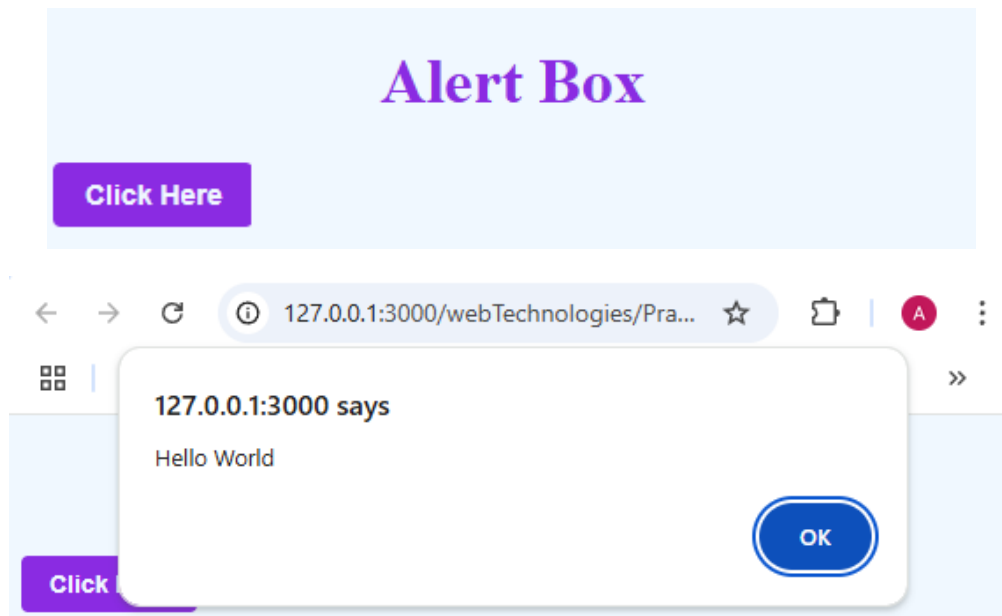 Alert Box
Click Here
127.0.0.1:3000/webTechnologies/Pra...
A
127.0.0.1:3000 says
Hello World
OK
Click